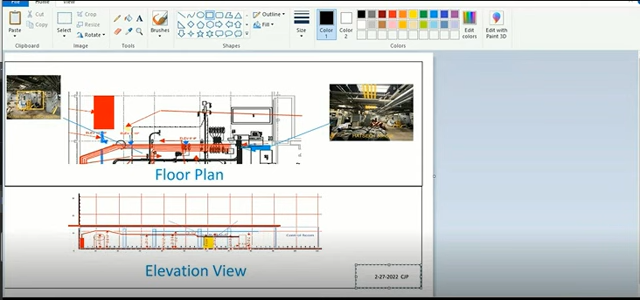 File
Home
View
Paste
Cut
Copy
Clipboard
Select
Crop
Resize
Rotate
Image
Tools
Brushes
Shapes
Outline
Fill
Size
Color 1
Color 2
Edit colors
Edit with Paint 3D
Colors
Floor Plan
Elevation View
2-27-2022 CJP